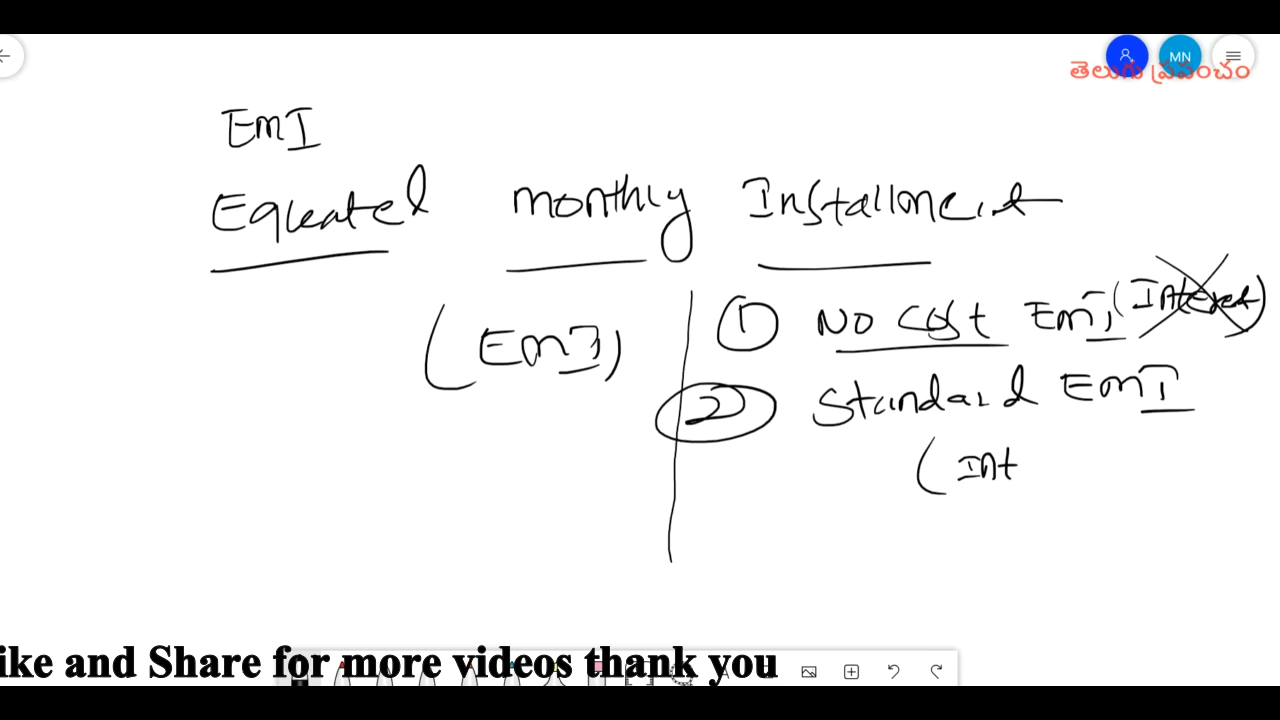 MN
తెలుగు ప్రపంచం
EMI
Equated monthly Installment
(EMI)
① No cost EMI (Interest)
② Standard EMI
(Int
ike and Share for more videos thank you